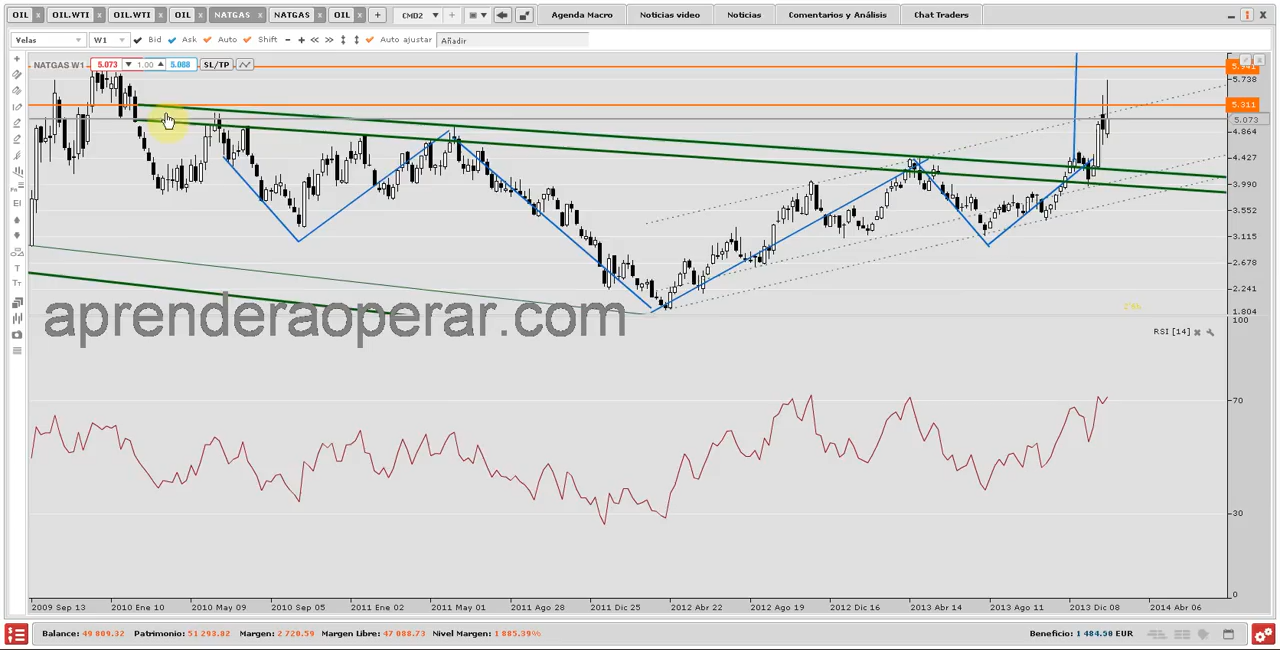 OIL x OIL.WTI x OIL.WTI x OIL x NATGAS x NATGAS x OIL x + CMD2 Agenda Macro Noticias video Noticias Comentarios y Análisis Chat Traders
Velas W1 Bid Ask Auto Shift Auto ajustar Añadir
NATGAS W1 5.073 1.00 5.088 SL/TP
5.738
5.311
5.073
4.864
4.427
3.990
3.552
3.115
2.678
2.241
1.804
aprenderaoperar.com
100
RSI [14]
70
30
0
2009 Sep 13 2010 Ene 10 2010 May 09 2010 Sep 05 2011 Ene 02 2011 May 01 2011 Ago 28 2011 Dic 25 2012 Abr 22 2012 Ago 19 2012 Dic 16 2013 Abr 14 2013 Ago 11 2013 Dic 08 2014 Abr 06
Balance: 49 809.32 Patrimonio: 51 293.82 Margen: 2 720.59 Margen Libre: 47 088.73 Nivel Margen: 1 885.39% Beneficio: 1 484.50 EUR